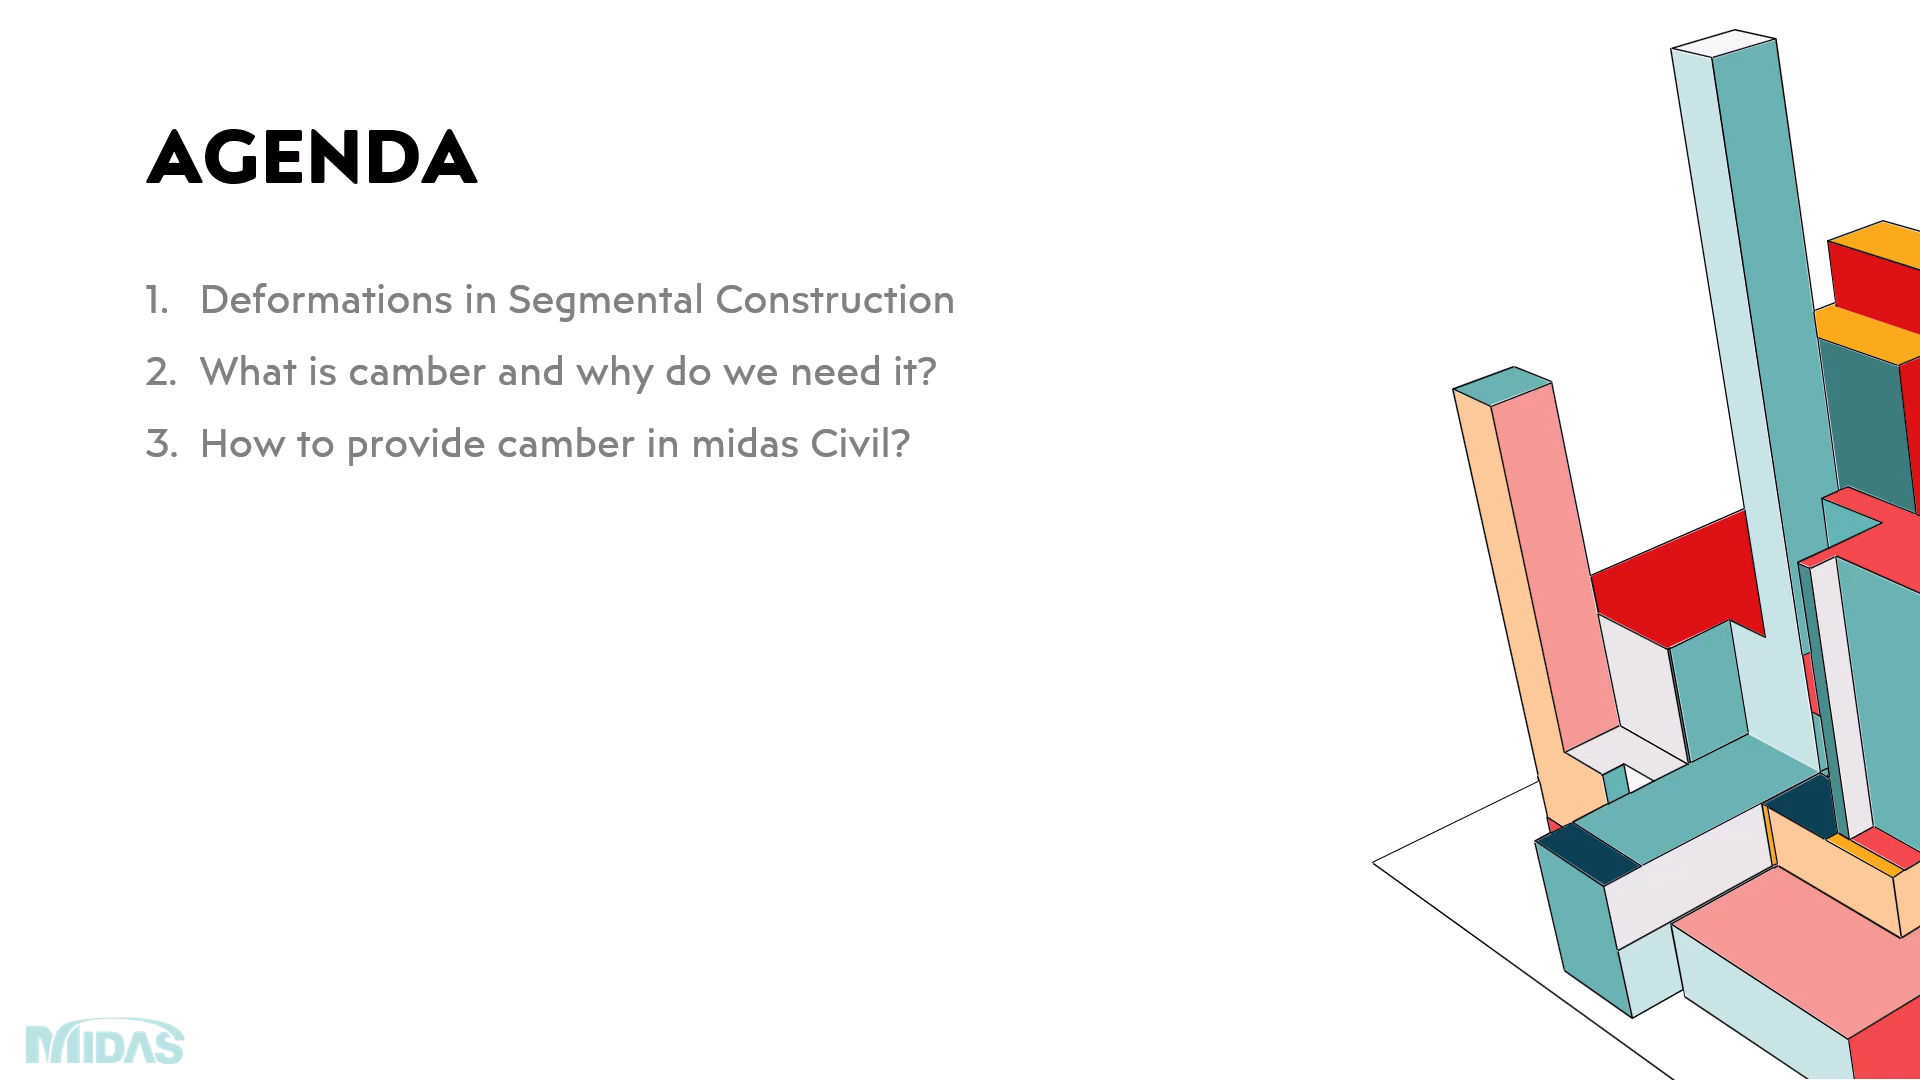 AGENDA
1. Deformations in Segmental Construction
2. What is camber and why do we need it?
3. How to provide camber in midas Civil?
MIDAS